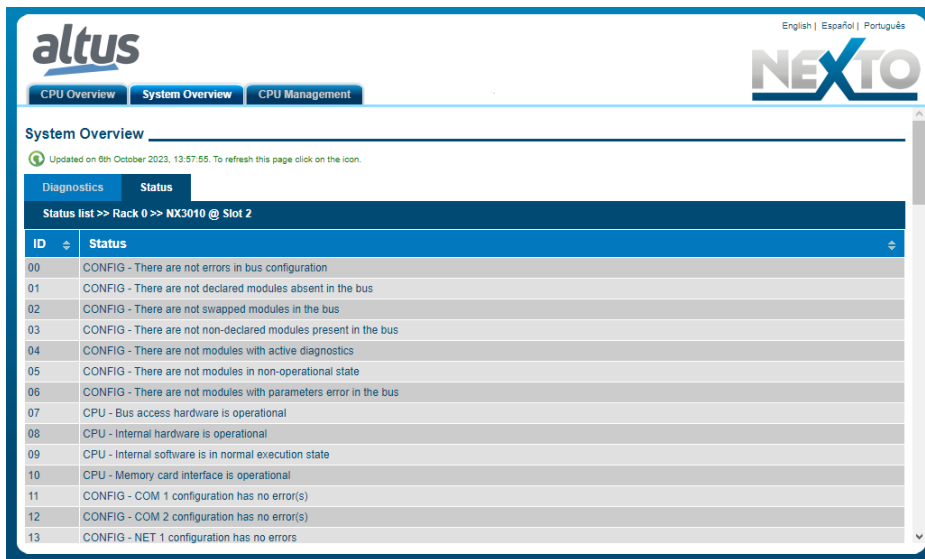 English | Español | Português
altus
NEXTO
CPU Overview System Overview CPU Management
System Overview
Updated on 6th October 2023, 13:57:55. To refresh this page click on the icon.
Diagnostics Status
Status list >> Rack 0 >> NX3010 @ Slot 2
ID Status
00 CONFIG - There are not errors in bus configuration
01 CONFIG - There are not declared modules absent in the bus
02 CONFIG - There are not swapped modules in the bus
03 CONFIG - There are not non-declared modules present in the bus
04 CONFIG - There are not modules with active diagnostics
05 CONFIG - There are not modules in non-operational state
06 CONFIG - There are not modules with parameters error in the bus
07 CPU - Bus access hardware is operational
08 CPU - Internal hardware is operational
09 CPU - Internal software is in normal execution state
10 CPU - Memory card interface is operational
11 CONFIG - COM 1 configuration has no error(s)
12 CONFIG - COM 2 configuration has no error(s)
13 CONFIG - NET 1 configuration has no errors